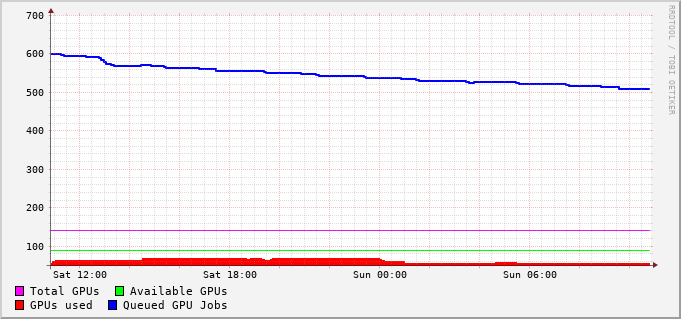 700
600
500
400
300
200
100
Sat 12:00 Sat 18:00 Sun 00:00 Sun 06:00
Total GPUs Available GPUs
GPUs used Queued GPU Jobs
RRDTOOL / TOBI OETIKER